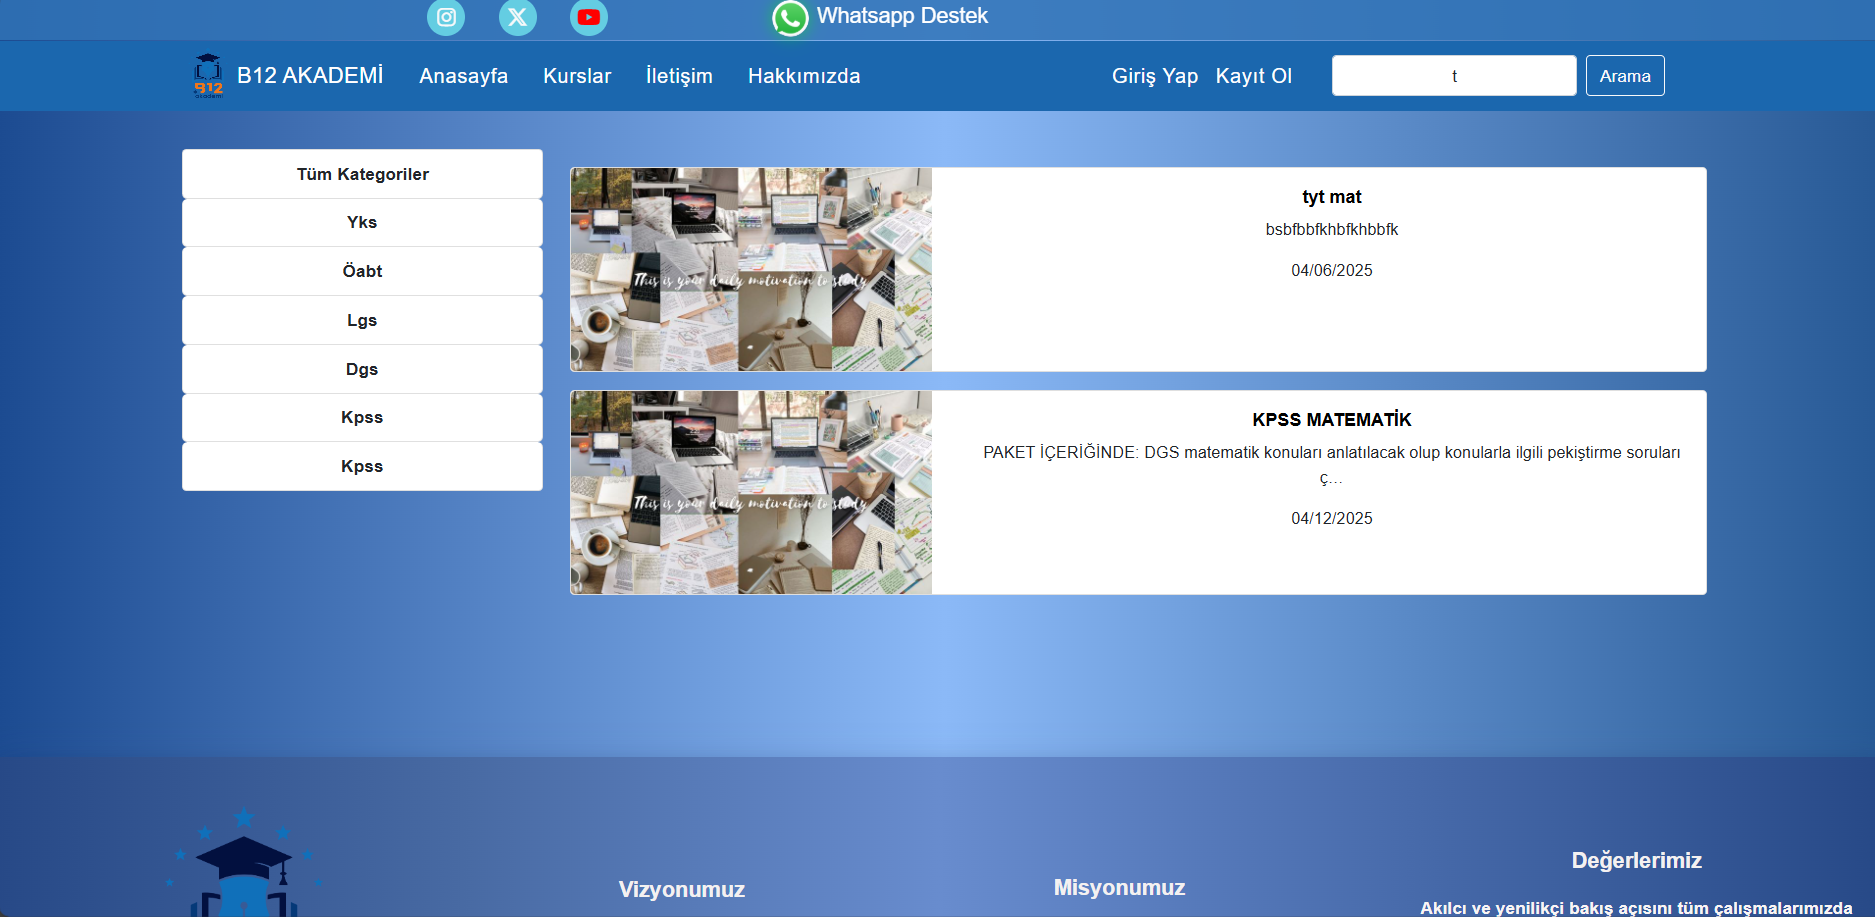 Whatsapp Destek
B12 akademi
B12 AKADEMİ
Anasayfa
Kurslar
İletişim
Hakkımızda
Giriş Yap
Kayıt Ol
t
Arama
Tüm Kategoriler
Yks
Öabt
Lgs
Dgs
Kpss
Kpss
This is your daily motivation to study
tyt mat
bsbfbbfkhbfkhbbfk
04/06/2025
This is your daily motivation to study
KPSS MATEMATİK
PAKET İÇERİĞİNDE: DGS matematik konuları anlatılacak olup konularla ilgili pekiştirme soruları
ç...
04/12/2025
Vizyonumuz
Misyonumuz
Değerlerimiz
Akılcı ve yenilikçi bakış açısını tüm çalışmalarımızda